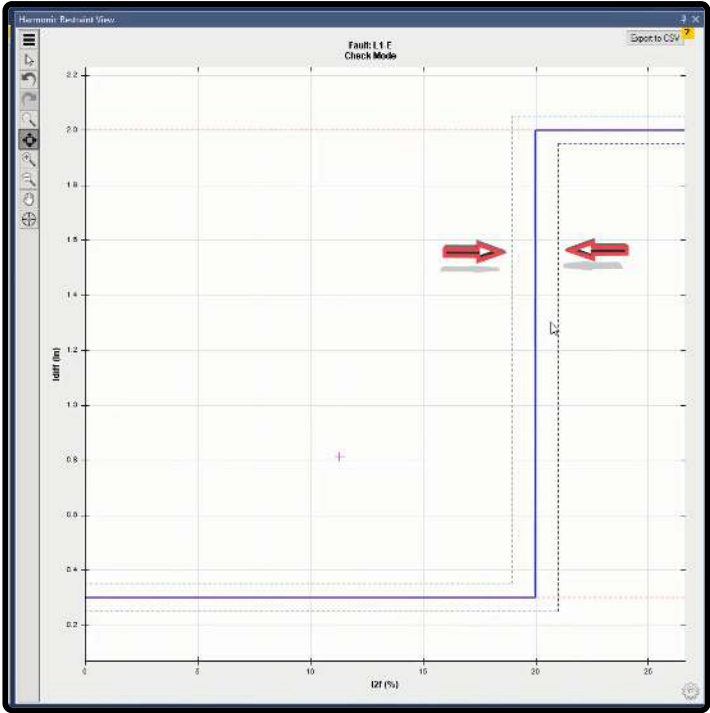 Harmonic Restraint View
Export to CSV
?
Fault: L1-E
Check Mode
2.2
2.0
1.8
1.6
1.4
1.2
1.0
0.8
0.6
0.4
0.2
Idiff (In)
0 5 10 15 20 25
I2f (%)